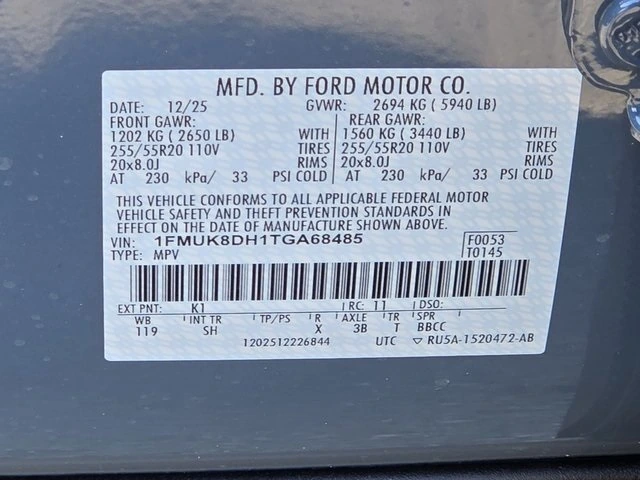 MFD. BY FORD MOTOR CO.
DATE: 12/25 GVWR: 2694 KG ( 5940 LB)
FRONT GAWR: REAR GAWR:
1202 KG ( 2650 LB) WITH 1560 KG ( 3440 LB) WITH
255/55R20 110V TIRES 255/55R20 110V TIRES
20x8.0J RIMS 20x8.0J RIMS
AT 230 kPa/ 33 PSI COLD AT 230 kPa/ 33 PSI COLD
THIS VEHICLE CONFORMS TO ALL APPLICABLE FEDERAL MOTOR
VEHICLE SAFETY AND THEFT PREVENTION STANDARDS IN
EFFECT ON THE DATE OF MANUFACTURE SHOWN ABOVE.
VIN: 1FMUK8DH1TGA68485 F0053
TYPE: MPV T0145
EXT PNT: K1 RC: 11 DSO:
WB INT TR TP/PS R AXLE TR SPR
119 SH X 3B T BBCC
1202512226844 UTC ▽ RU5A-1520472-AB